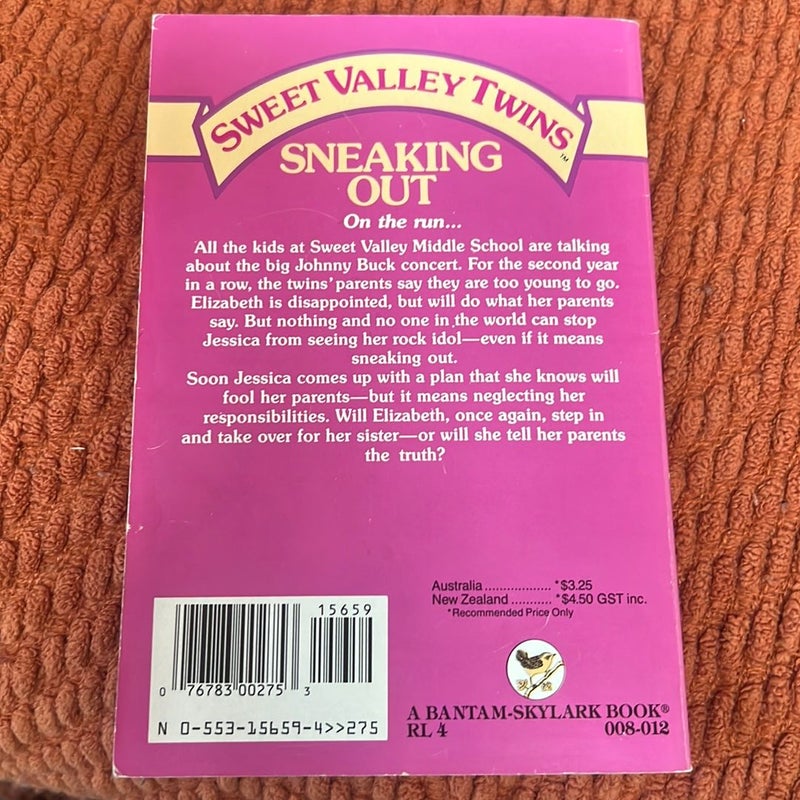 SWEET VALLEY TWINS™
SNEAKING
OUT
On the run...
All the kids at Sweet Valley Middle School are talking
about the big Johnny Buck concert. For the second year
in a row, the twins' parents say they are too young to go.
Elizabeth is disappointed, but will do what her parents
say. But nothing and no one in the world can stop
Jessica from seeing her rock idol—even if it means
sneaking out.
Soon Jessica comes up with a plan that she knows will
fool her parents—but it means neglecting her
responsibilities. Will Elizabeth, once again, step in
and take over for her sister—or will she tell her parents
the truth?
Australia ................... *$3.25
New Zealand ........... *$4.50 GST inc.
*Recommended Price Only
15659
0 76783 00275 3
N 0-553-15659-4>>275
A BANTAM-SKYLARK BOOK®
RL 4 008-012